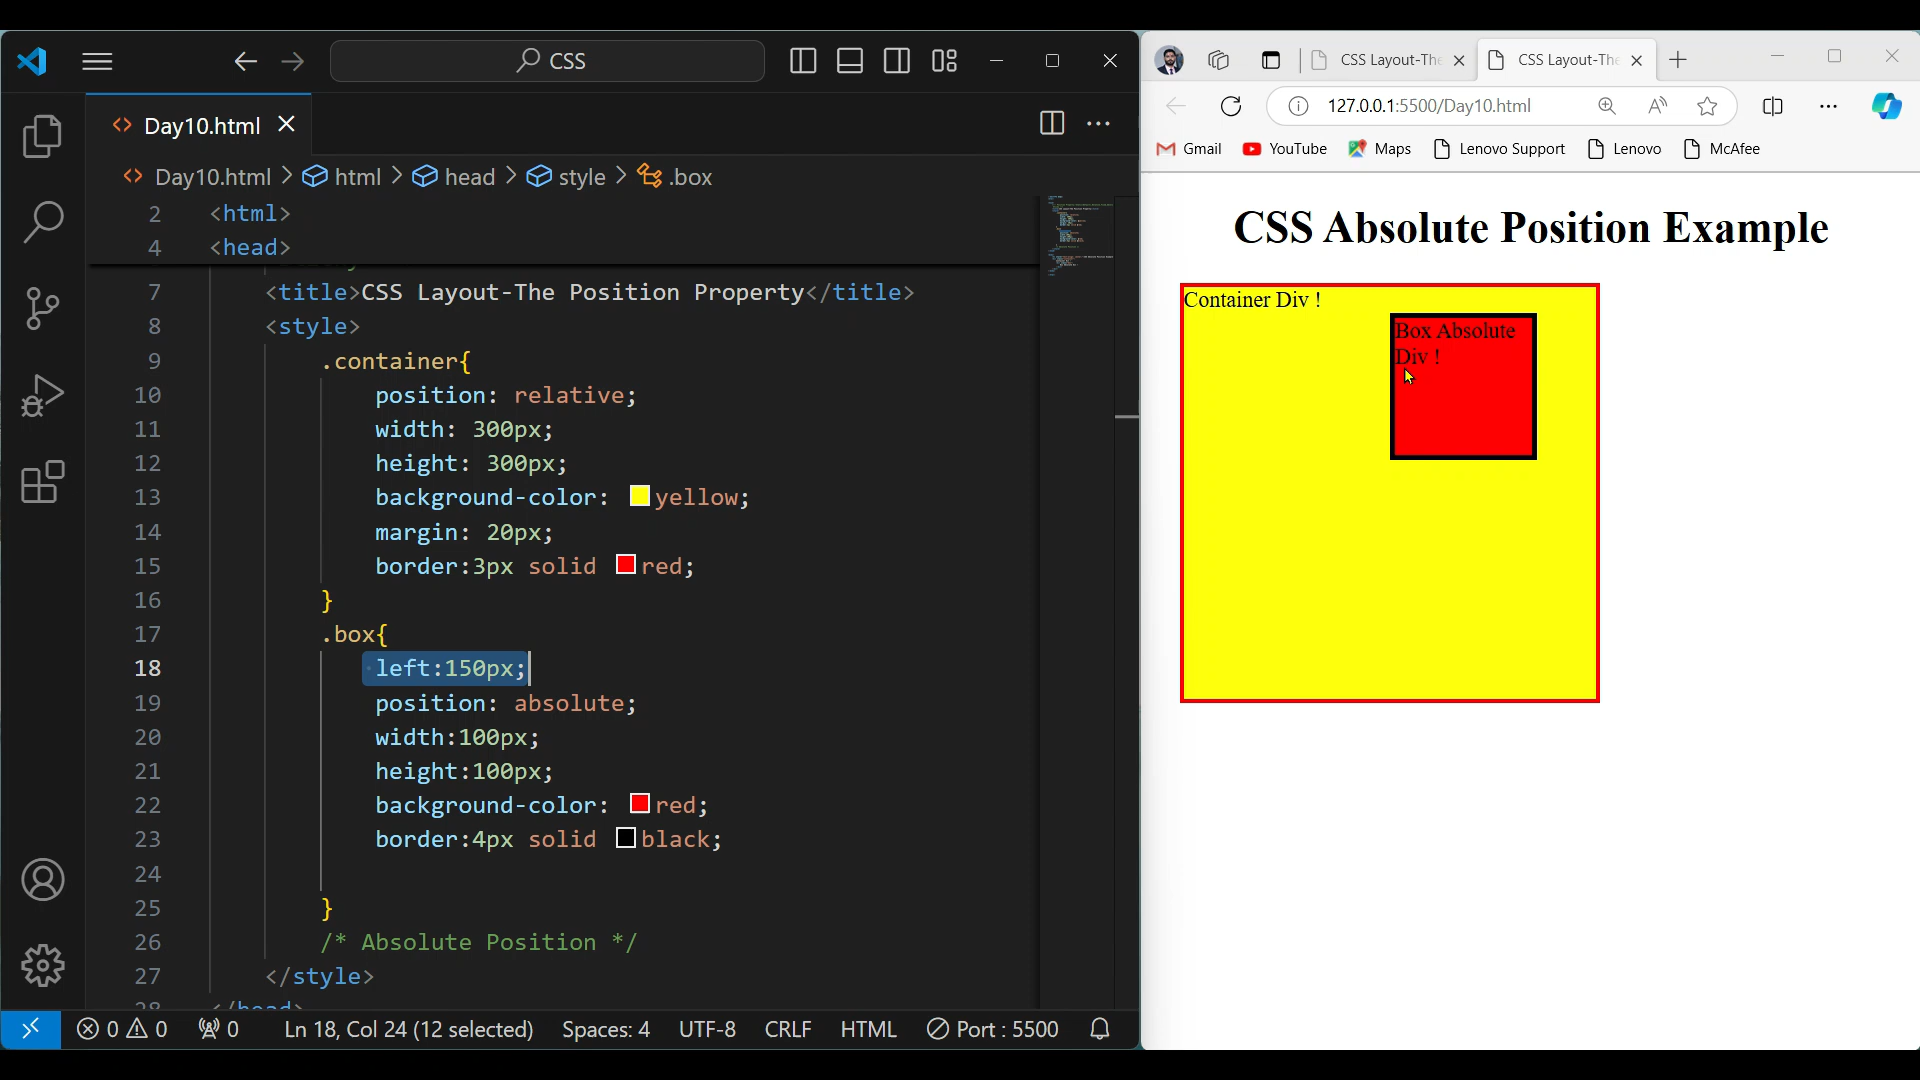 CSS
Day10.html
Day10.html > html > head > style > .box
2 <html>
4 <head>
7 <title>CSS Layout-The Position Property</title>
8 <style>
9 .container{
10 position: relative;
11 width: 300px;
12 height: 300px;
13 background-color: yellow;
14 margin: 20px;
15 border:3px solid red;
16 }
17 .box{
18 left:150px;
19 position: absolute;
20 width:100px;
21 height:100px;
22 background-color: red;
23 border:4px solid black;
24
25 }
26 /* Absolute Position */
27 </style>
28 </head>
0 0 0 Ln 18, Col 24 (12 selected) Spaces: 4 UTF-8 CRLF HTML Port : 5500
CSS Layout-The CSS Layout-The
127.0.0.1:5500/Day10.html
Gmail YouTube Maps Lenovo Support Lenovo McAfee
CSS Absolute Position Example
Container Div !
Box Absolute
Div !